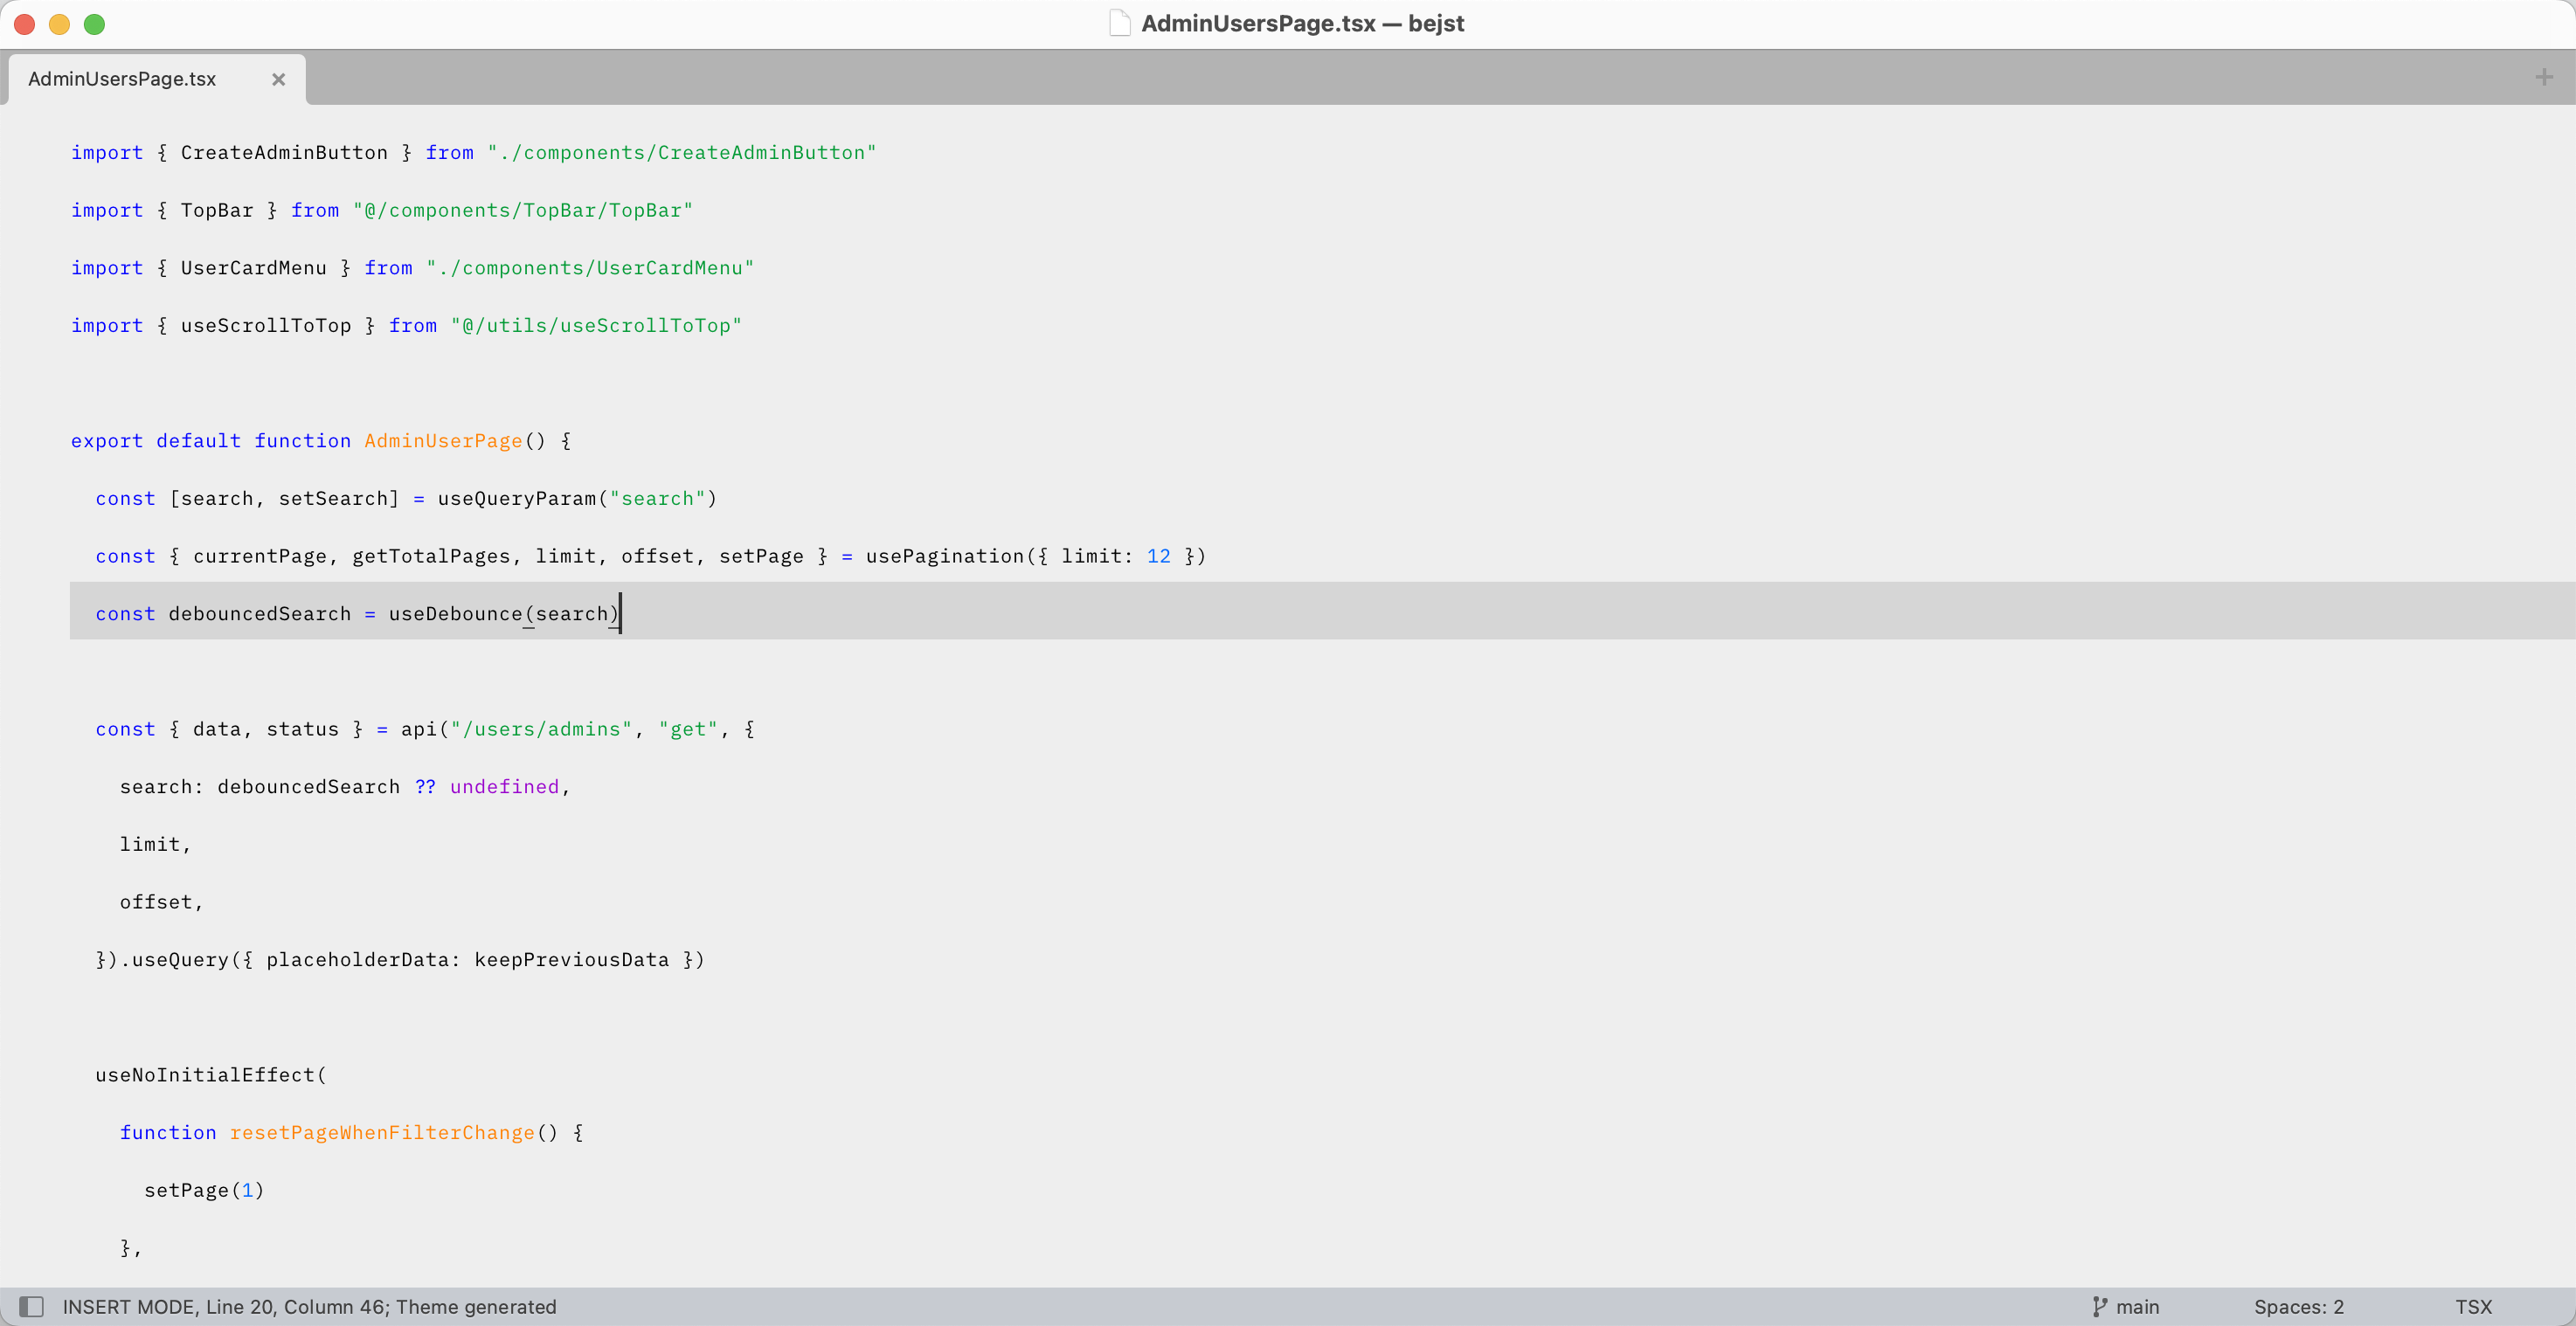 AdminUsersPage.tsx — bejst
AdminUsersPage.tsx
import { CreateAdminButton } from "./components/CreateAdminButton"
import { TopBar } from "@/components/TopBar/TopBar"
import { UserCardMenu } from "./components/UserCardMenu"
import { useScrollToTop } from "@/utils/useScrollToTop"
export default function AdminUserPage() {
  const [search, setSearch] = useQueryParam("search")
  const { currentPage, getTotalPages, limit, offset, setPage } = usePagination({ limit: 12 })
  const debouncedSearch = useDebounce(search)
  const { data, status } = api("/users/admins", "get", {
    search: debouncedSearch ?? undefined,
    limit,
    offset,
  }).useQuery({ placeholderData: keepPreviousData })
  useNoInitialEffect(
    function resetPageWhenFilterChange() {
      setPage(1)
    },
INSERT MODE, Line 20, Column 46; Theme generated
main
Spaces: 2
TSX